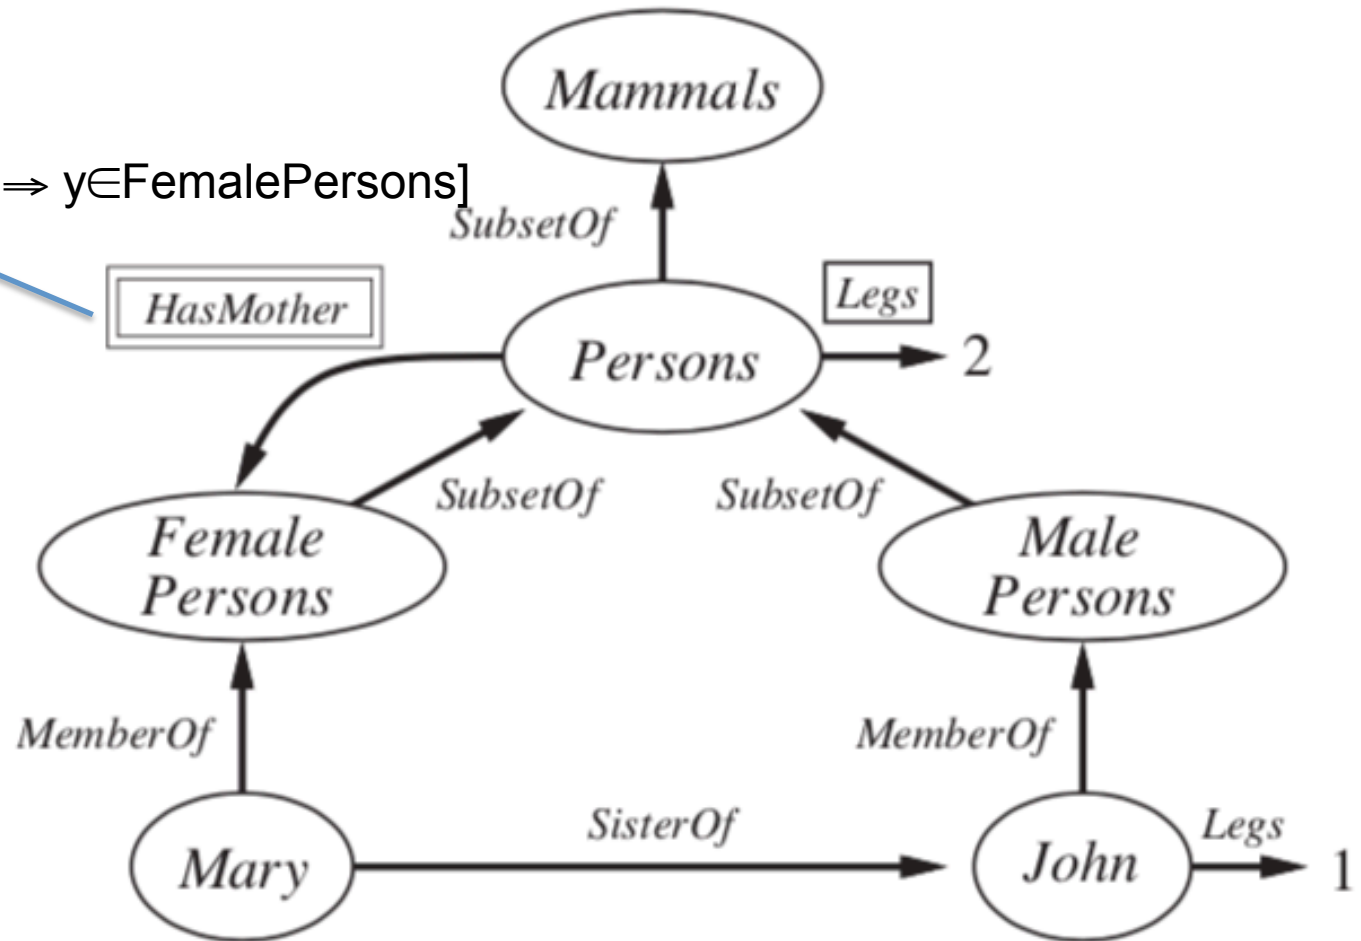 Mammals
⇒ y∈FemalePersons]
SubsetOf
HasMother
Legs
Persons
2
SubsetOf
SubsetOf
Female
Persons
Male
Persons
MemberOf
MemberOf
SisterOf
Legs
Mary
John
1